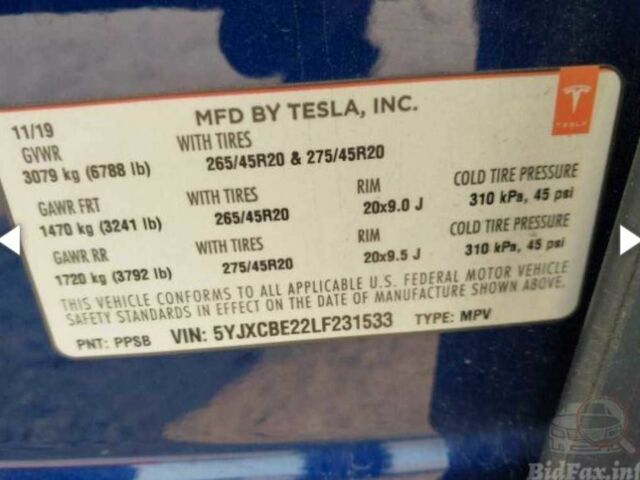 MFD BY TESLA, INC.
TESLA
11/19
GVWR WITH TIRES
3079 kg (6788 lb) 265/45R20 & 275/45R20
GAWR FRT WITH TIRES RIM COLD TIRE PRESSURE
1470 kg (3241 lb) 265/45R20 20x9.0 J 310 kPa, 45 psi
GAWR RR WITH TIRES RIM COLD TIRE PRESSURE
1720 kg (3792 lb) 275/45R20 20x9.5 J 310 kPa, 45 psi
THIS VEHICLE CONFORMS TO ALL APPLICABLE U.S. FEDERAL MOTOR VEHICLE
SAFETY STANDARDS IN EFFECT ON THE DATE OF MANUFACTURE SHOWN ABOVE.
PNT: PPSB VIN: 5YJXCBE22LF231533 TYPE: MPV
BidFax.info